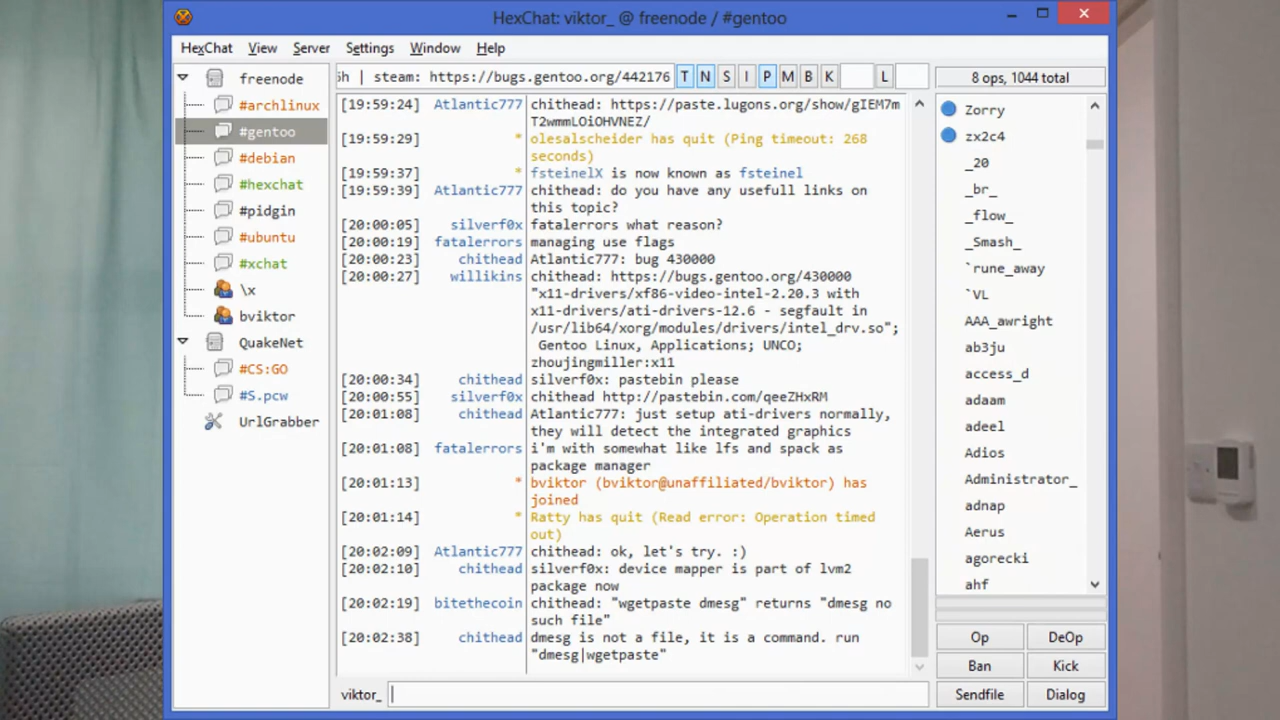 HexChat: viktor_ @ freenode / #gentoo
HexChat View Server Settings Window Help
freenode
#archlinux
#gentoo
#debian
#hexchat
#pidgin
#ubuntu
#xchat
\x
bviktor
QuakeNet
#CS:GO
#S.pcw
UrlGrabber
| steam: https://bugs.gentoo.org/442176 T N S I P M B K L
[19:59:24] Atlantic777 chithead: https://paste.lugons.org/show/gIEM7m
T2wmmLOiOHVNEZ/
[19:59:29] * olesalscheider has quit (Ping timeout: 268
seconds)
[19:59:37] * fsteinelX is now known as fsteinel
[19:59:39] Atlantic777 chithead: do you have any usefull links on
this topic?
[20:00:05] silverf0x fatalerrors what reason?
[20:00:19] fatalerrors managing use flags
[20:00:23] chithead Atlantic777: bug 430000
[20:00:27] willikins chithead: https://bugs.gentoo.org/430000
"x11-drivers/xf86-video-intel-2.20.3 with
x11-drivers/ati-drivers-12.6 - segfault in
/usr/lib64/xorg/modules/drivers/intel_drv.so";
Gentoo Linux, Applications; UNCO;
zhoujingmiller:x11
[20:00:34] chithead silverf0x: pastebin please
[20:00:55] silverf0x chithead http://pastebin.com/qeeZHxRM
[20:01:08] chithead Atlantic777: just setup ati-drivers normally,
they will detect the integrated graphics
[20:01:08] fatalerrors i'm with somewhat like lfs and spack as
package manager
[20:01:13] * bviktor (bviktor@unaffiliated/bviktor) has
joined
[20:01:14] * Ratty has quit (Read error: Operation timed
out)
[20:02:09] Atlantic777 chithead: ok, let's try. :)
[20:02:10] chithead silverf0x: device mapper is part of lvm2
package now
[20:02:19] bitethecoin chithead: "wgetpaste dmesg" returns "dmesg no
such file"
[20:02:38] chithead dmesg is not a file, it is a command. run
"dmesg|wgetpaste"
viktor_
8 ops, 1044 total
Zorry
zx2c4
_20
_br_
_flow_
_Smash_
`rune_away
`VL
AAA_awright
ab3ju
access_d
adaam
adeel
Adios
Administrator_
adnap
Aerus
agorecki
ahf
Op DeOp
Ban Kick
Sendfile Dialog